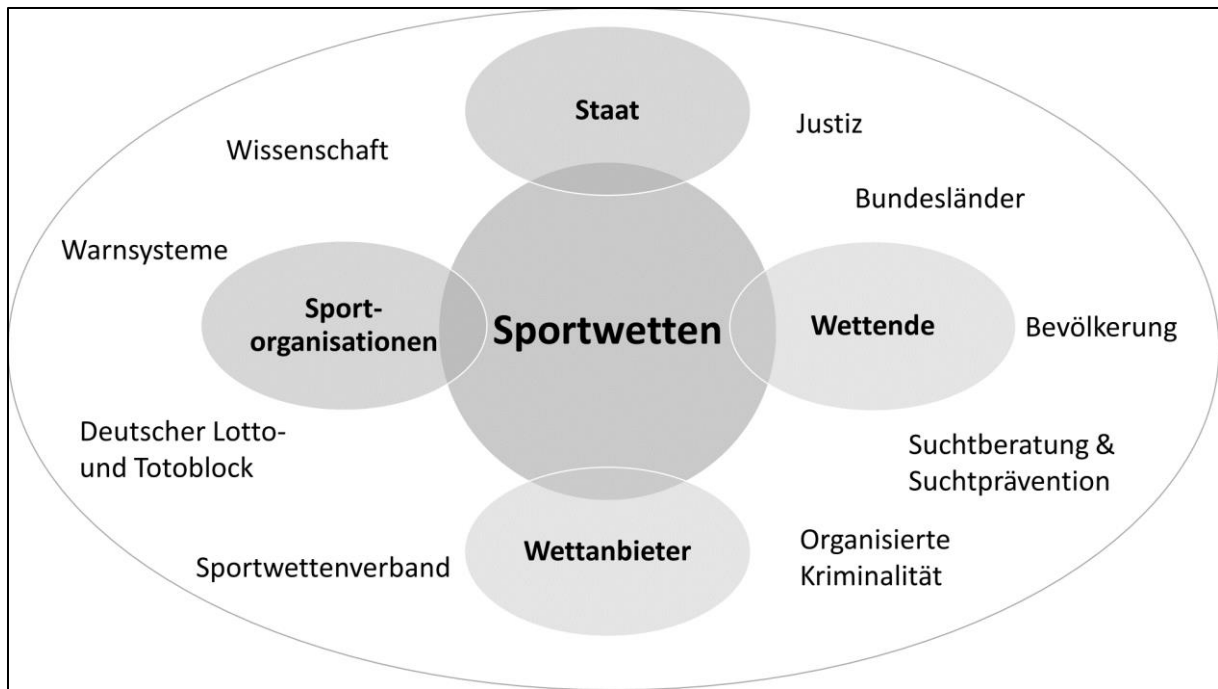 Staat
Justiz
Wissenschaft
Bundesländer
Warnsysteme
Sport-
organisationen
Sportwetten
Wettende
Bevölkerung
Deutscher Lotto-
und Totoblock
Suchtberatung &
Suchtprävention
Wettanbieter
Organisierte
Kriminalität
Sportwettenverband